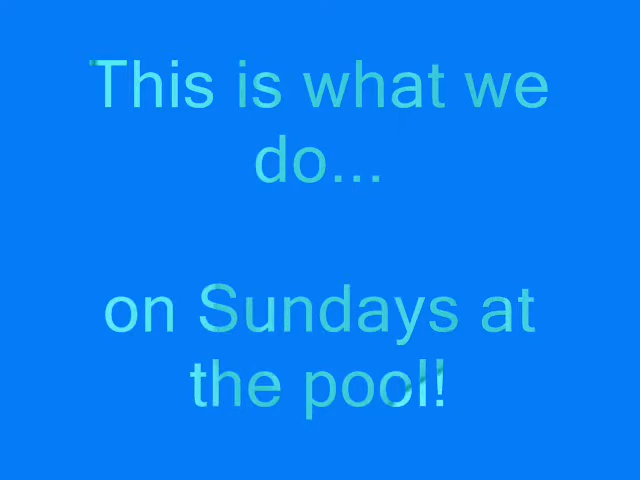 This is what we
do...
on Sundays at
the pool!